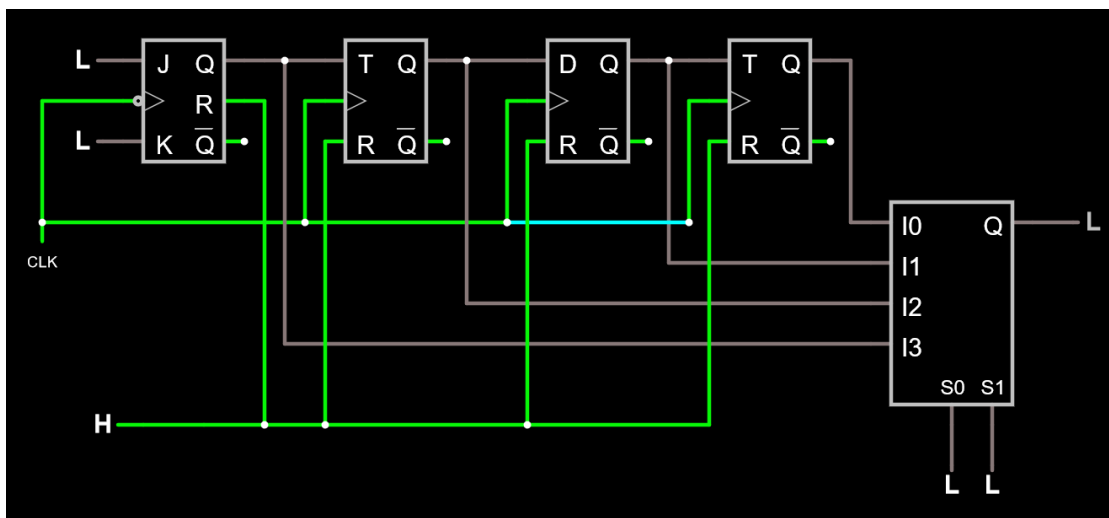 L J Q T Q D Q T Q
R
L K Q̅ R Q̅ R Q̅ R Q̅
I0 Q L
CLK
I1
I2
I3
S0 S1
H
L L